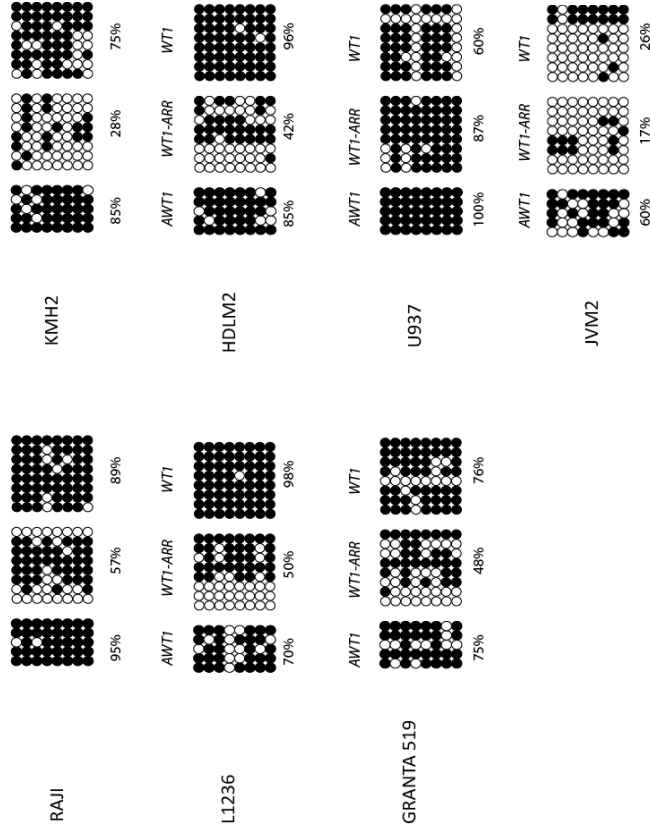 RAJI KMH2
95% 57% 89% 85% 28% 75%
AWT1 WT1-ARR WT1 AWT1 WT1-ARR WT1
L1236 HDLM2
70% 50% 98% 85% 42% 96%
AWT1 WT1-ARR WT1 AWT1 WT1-ARR WT1
GRANTA 519 U937
75% 48% 76% 100% 87% 60%
AWT1 WT1-ARR WT1
JVM2
60% 17% 26%